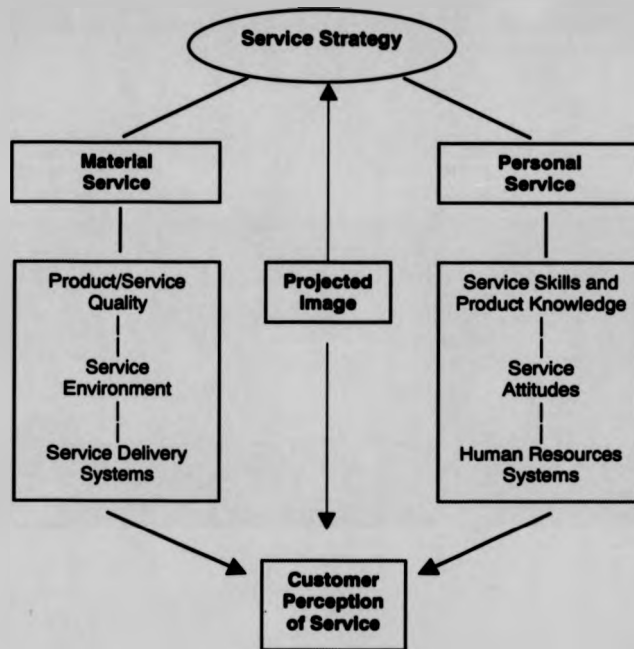 Service Strategy
Material
Service
Personal
Service
Product/Service
Quality
Service
Environment
Service Delivery
Systems
Projected
Image
Service Skills and
Product Knowledge
Service
Attitudes
Human Resources
Systems
Customer
Perception
of Service